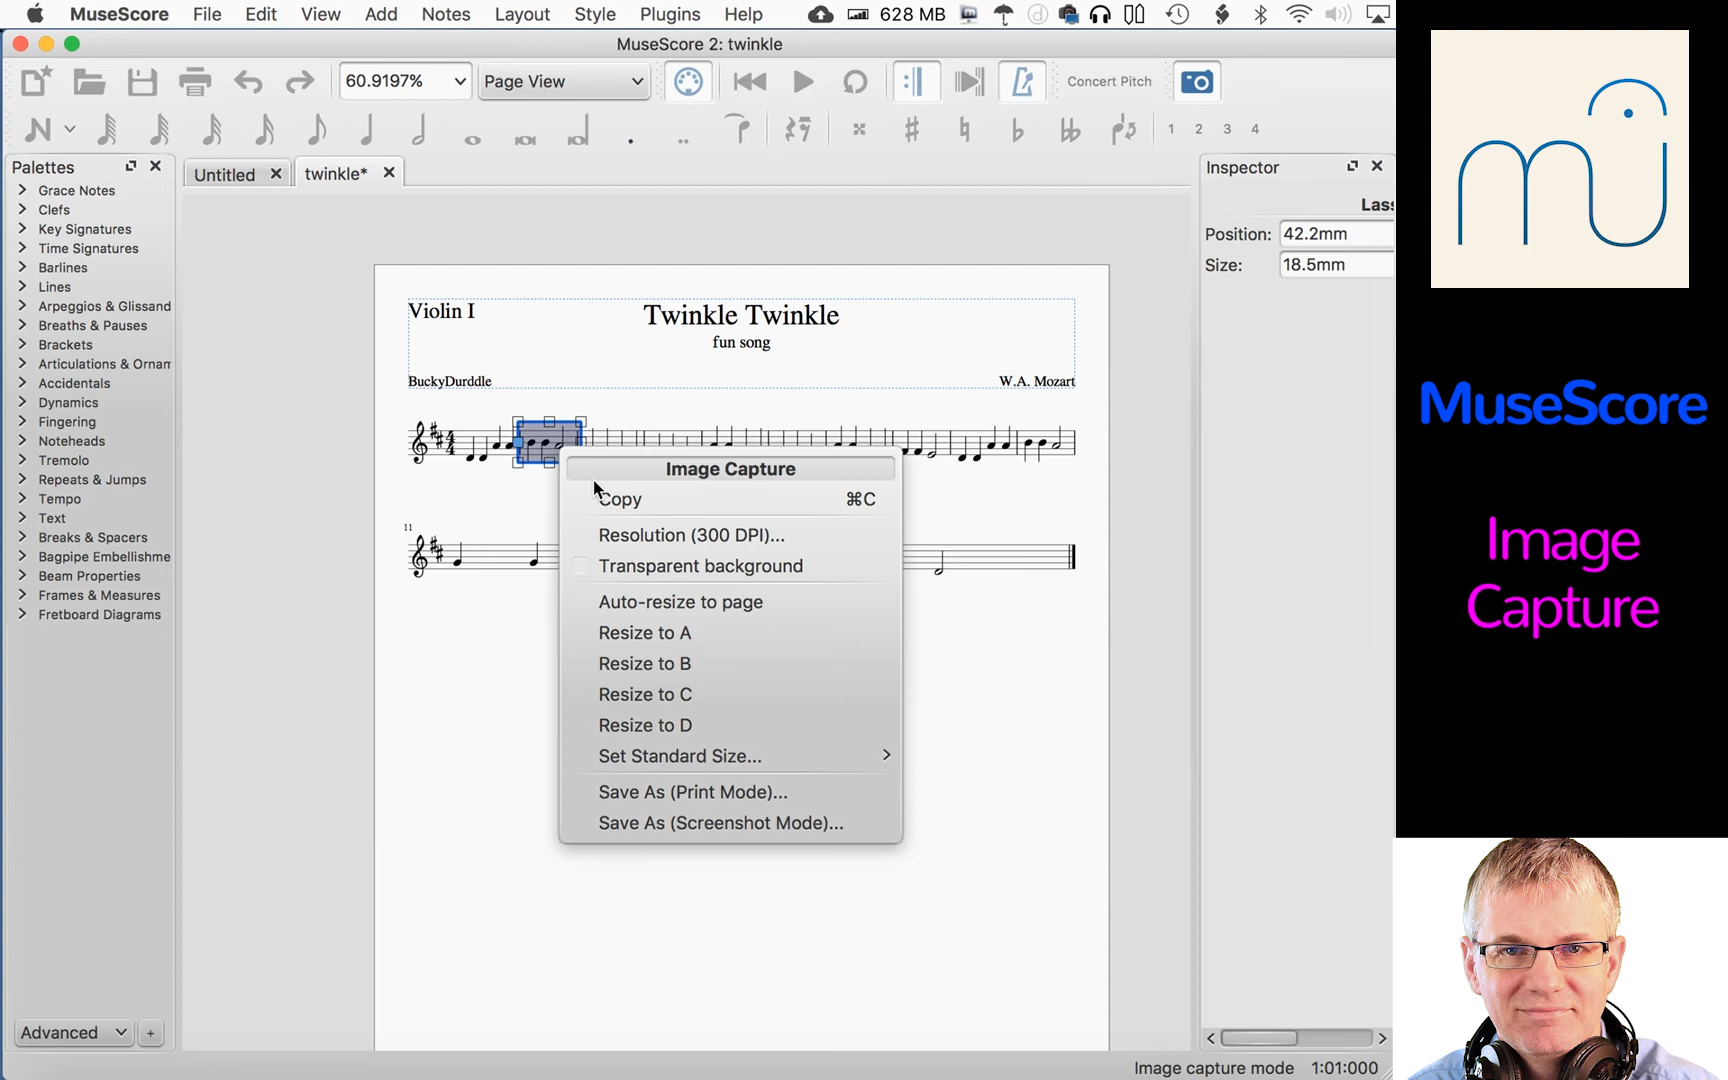 MuseScore File Edit View Add Notes Layout Style Plugins Help 628 MB
MuseScore 2: twinkle
60.9197% Page View Concert Pitch
1 2 3 4
Palettes
Grace Notes
Clefs
Key Signatures
Time Signatures
Barlines
Lines
Arpeggios & Glissand
Breaths & Pauses
Brackets
Articulations & Ornam
Accidentals
Dynamics
Fingering
Noteheads
Tremolo
Repeats & Jumps
Tempo
Text
Breaks & Spacers
Bagpipe Embellishme
Beam Properties
Frames & Measures
Fretboard Diagrams
Advanced +
Untitled twinkle*
Violin I
Twinkle Twinkle
fun song
BuckyDurddle
W.A. Mozart
11
Image Capture
Copy ⌘C
Resolution (300 DPI)...
Transparent background
Auto-resize to page
Resize to A
Resize to B
Resize to C
Resize to D
Set Standard Size...
Save As (Print Mode)...
Save As (Screenshot Mode)...
Inspector
Lass
Position: 42.2mm
Size: 18.5mm
Image capture mode 1:01:000
MuseScore
Image
Capture